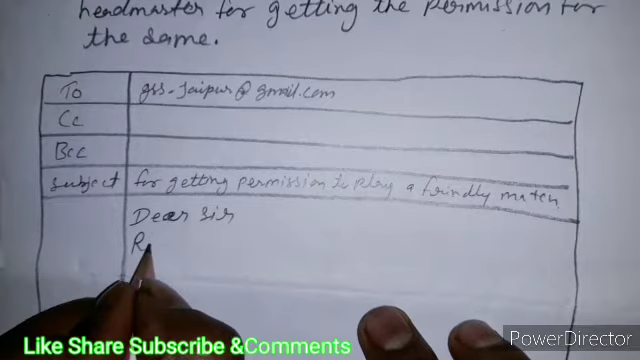 headmaster for getting the permission for
the same.
To gss-Jaipur@gmail.com
Cc
Bcc
Subject for getting permission to play a frindly match
Dear Sir
R
Like Share Subscribe &Comments
PowerDirector